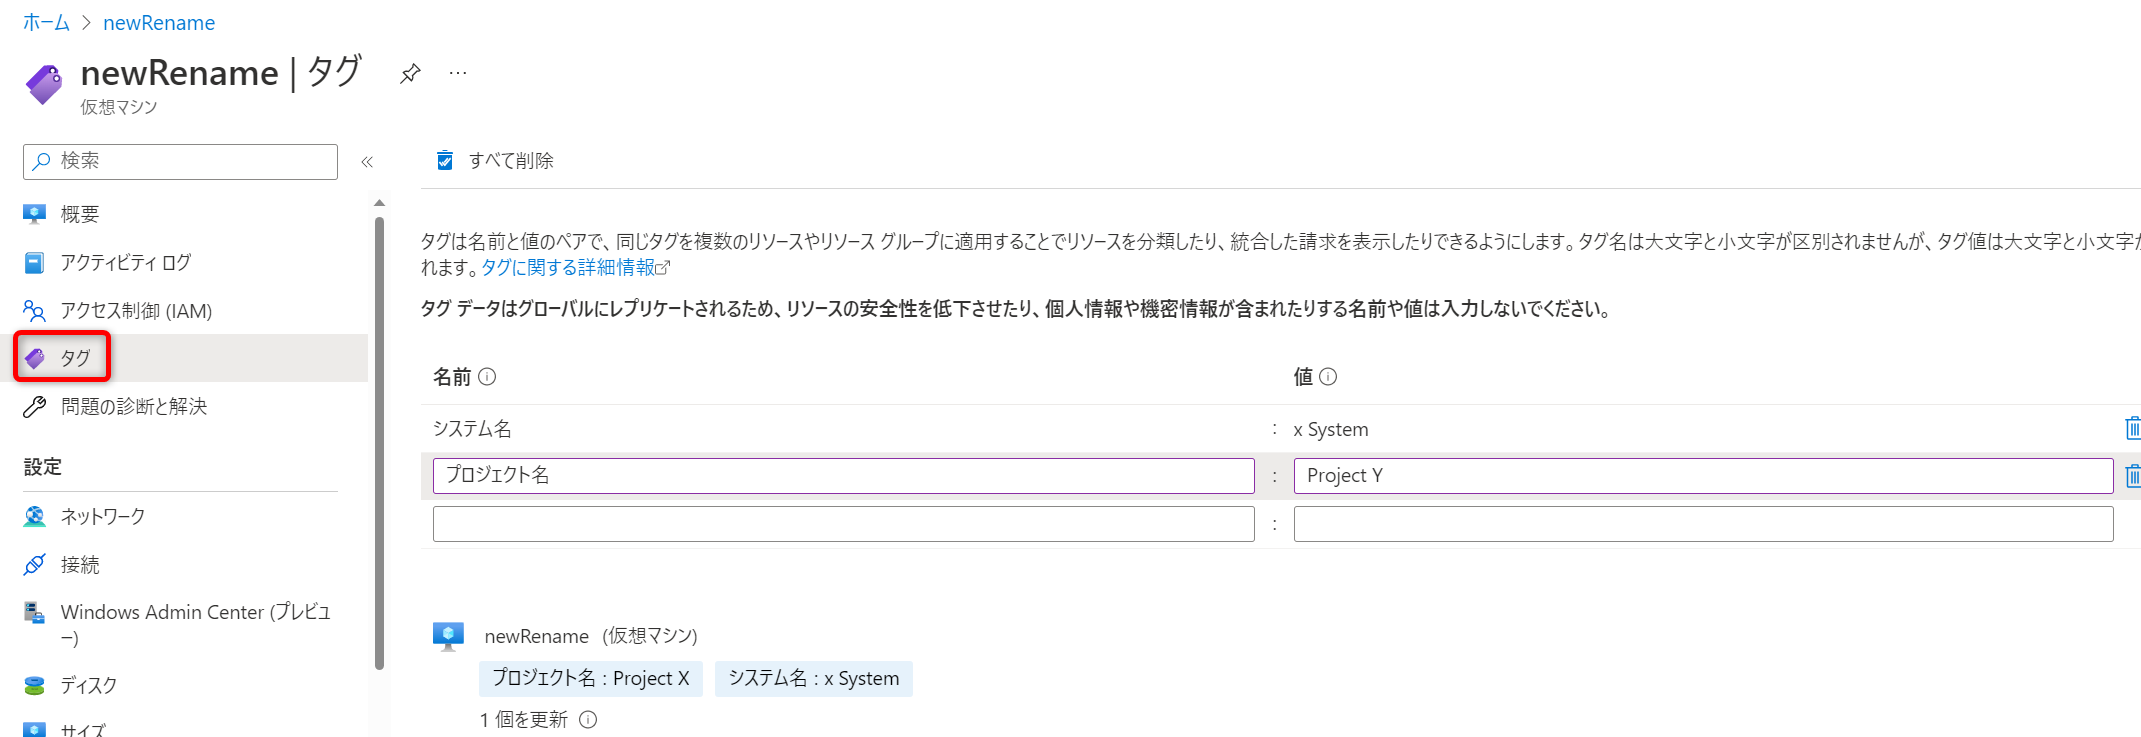 ホーム > newRename
newRename | タグ
仮想マシン
検索
概要
アクティビティ ログ
アクセス制御 (IAM)
タグ
問題の診断と解決
設定
ネットワーク
接続
Windows Admin Center (プレビュ
ー)
ディスク
サイズ
すべて削除
タグは名前と値のペアで、同じタグを複数のリソースやリソース グループに適用することでリソースを分類したり、統合した請求を表示したりできるようにします。タグ名は大文字と小文字が区別されませんが、タグ値は大文字と小文字が
れます。タグに関する詳細情報
タグ データはグローバルにレプリケートされるため、リソースの安全性を低下させたり、個人情報や機密情報が含まれたりする名前や値は入力しないでください。
名前 値
システム名 : x System
プロジェクト名 : Project Y
:
newRename (仮想マシン)
プロジェクト名 : Project X システム名 : x System
1 個を更新